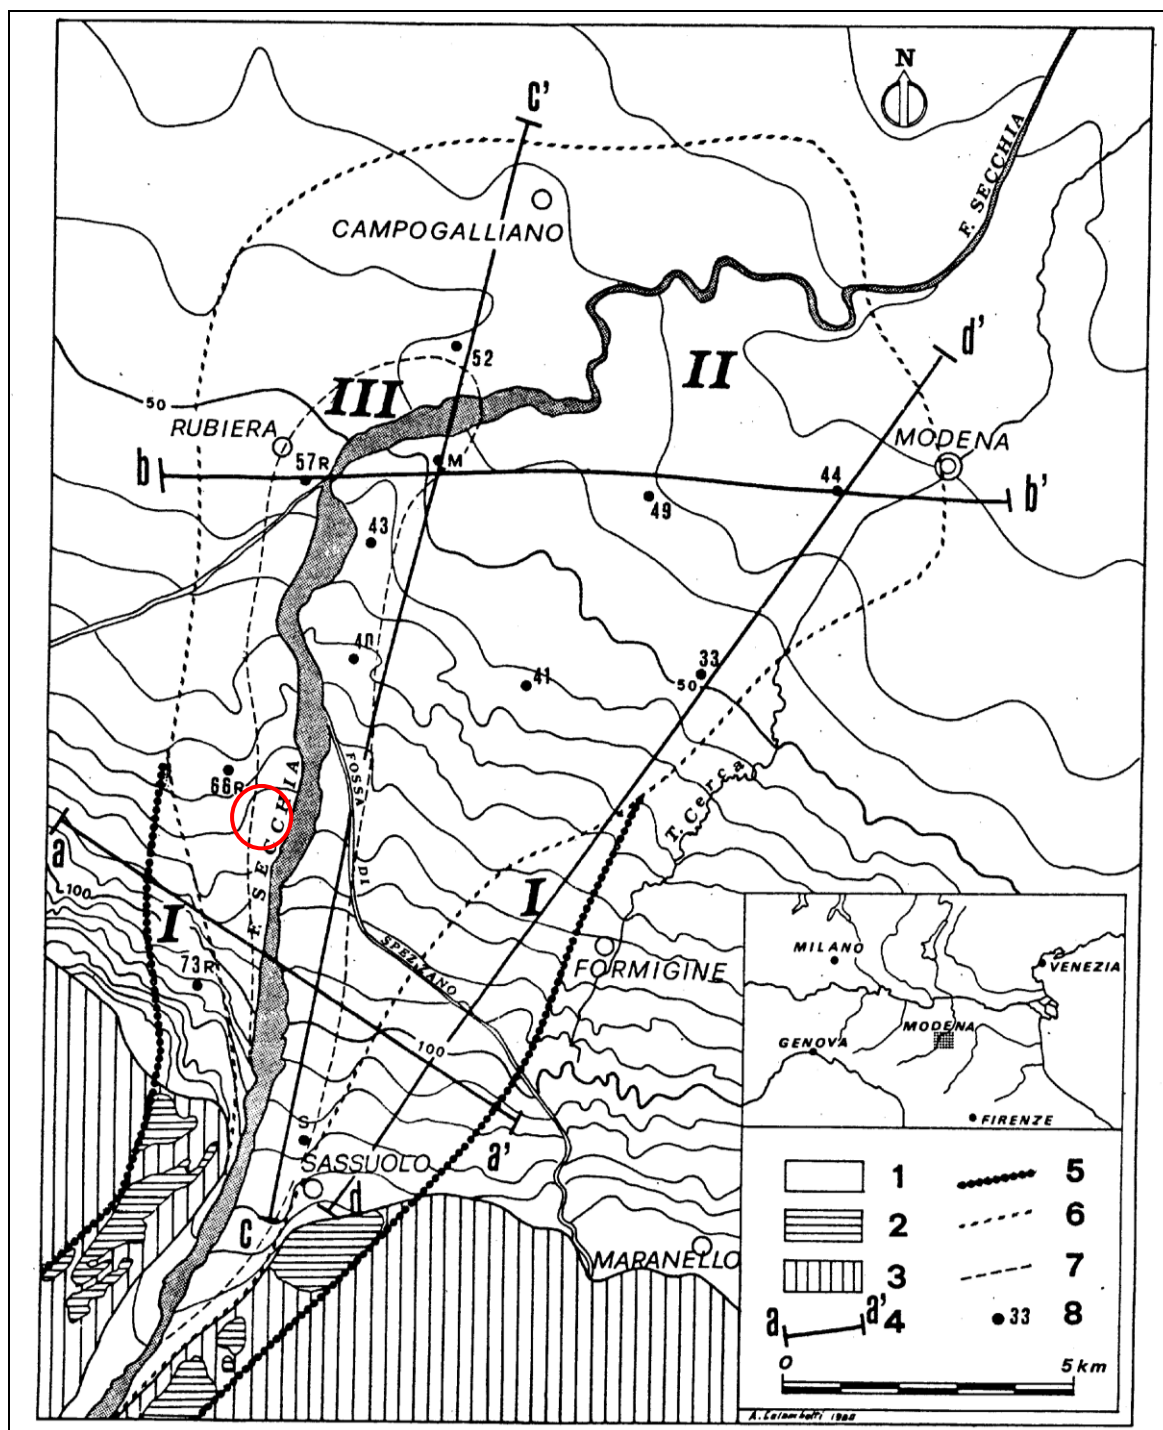 N
C'
F. SECCHIA
CAMPOGALLIANO
d'
52
II
III
50
RUBIERA
MODENA
57R
M
b
44
b'
49
43
40
33
41
50
66R
FOSSA DI SPEZZANO
T. Cerca
F. SECCHIA
a
100
I
I
73R
FORMIGINE
MILANO
VENEZIA
MODENA
GENOVA
FIRENZE
100
S
a'
SASSUOLO
d
C
MARANELLO
1
5
2
6
3
7
a
a'
4
33
8
0
5 km